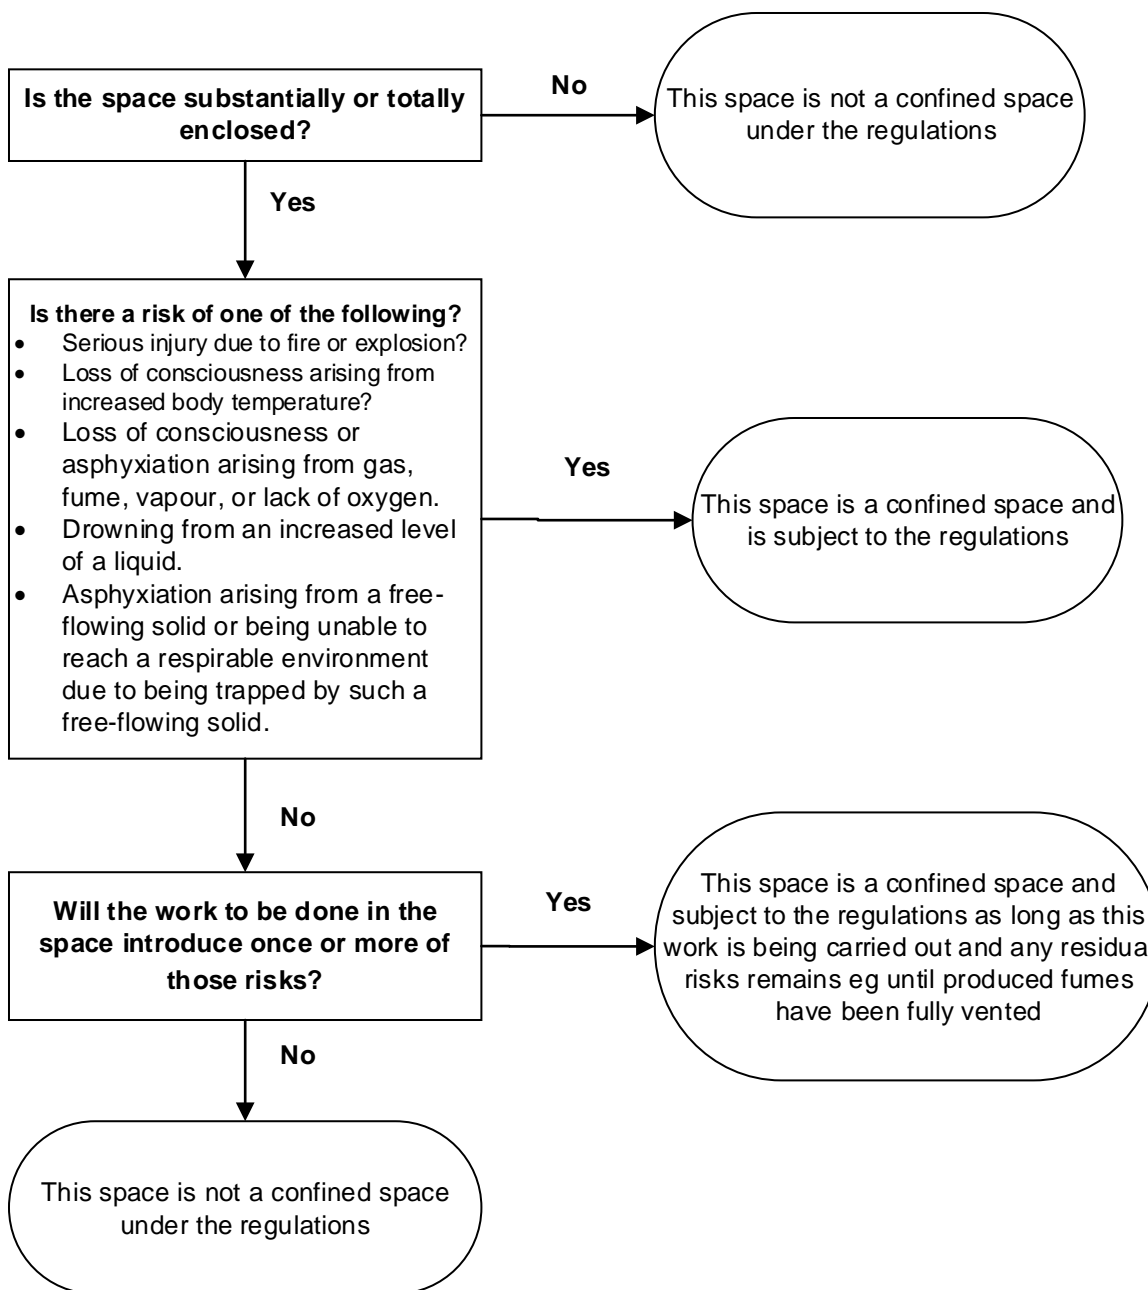 Is the space substantially or totally
enclosed?
No
This space is not a confined space
under the regulations
Yes
Is there a risk of one of the following?
• Serious injury due to fire or explosion?
• Loss of consciousness arising from
increased body temperature?
• Loss of consciousness or
asphyxiation arising from gas,
fume, vapour, or lack of oxygen.
• Drowning from an increased level
of a liquid.
• Asphyxiation arising from a free-
flowing solid or being unable to
reach a respirable environment
due to being trapped by such a
free-flowing solid.
Yes
This space is a confined space and
is subject to the regulations
No
Will the work to be done in the
space introduce once or more of
those risks?
Yes
This space is a confined space and
subject to the regulations as long as this
work is being carried out and any residual
risks remains eg until produced fumes
have been fully vented
No
This space is not a confined space
under the regulations